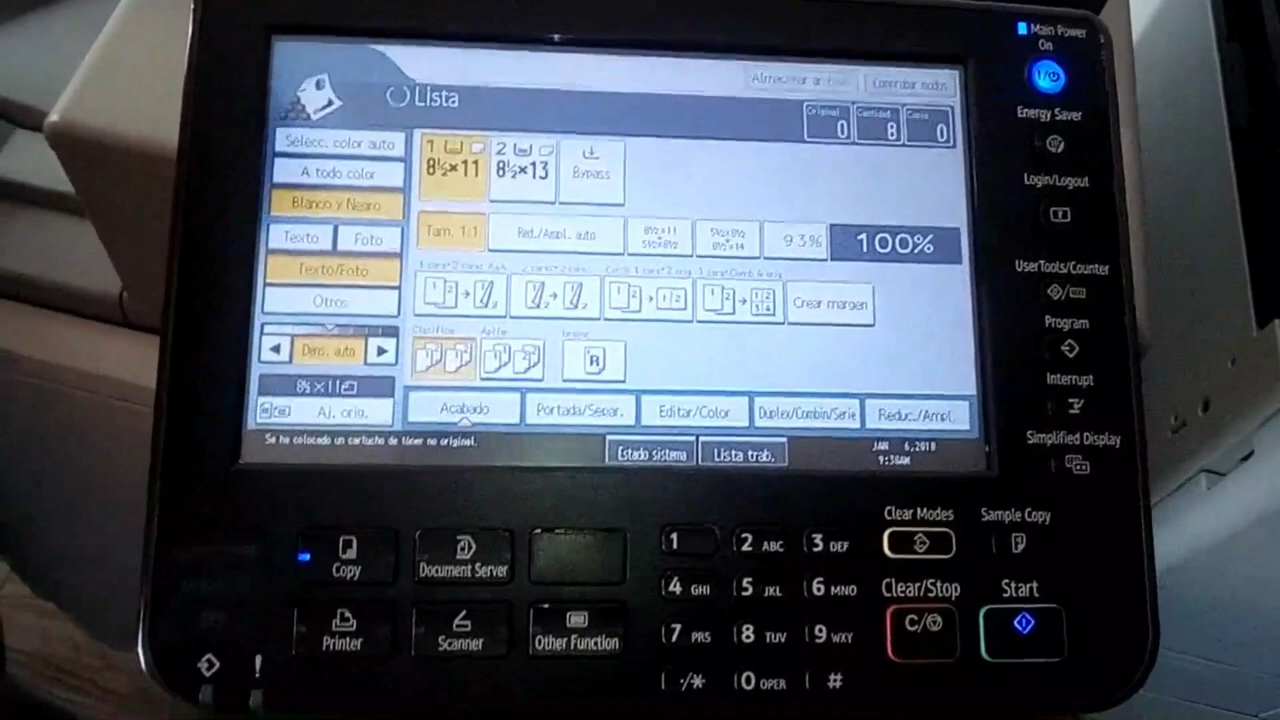 Main Power
On
Almacenar archivo
Comprobar modos
Lista
Original
0
Cantidad
8
Copia
0
Energy Saver
Selecc. color auto
A todo color
Blanco y Negro
Texto
Foto
Texto/Foto
Otros
Dens. auto
8½×11
Aj. orig.
1
8½×11
2
8½×13
Bypass
Tam. 1:1
Red./Ampl. auto
8½×11
5½×8½
5½×8½
8½×14
93%
100%
Crear margen
R
Acabado
Portada/Separ.
Editar/Color
Duplex/Combin/Serie
Reduc./Ampl.
Se ha colocado un cartucho de tóner no original.
Estado sistema
Lista trab.
JAN 6,2010
9:38AM
Login/Logout
UserTools/Counter
Program
Interrupt
Simplified Display
Copy
Document Server
Printer
Scanner
Other Function
1
2 ABC
3 DEF
4 GHI
5 JKL
6 MNO
7 PRS
8 TUV
9 WXY
./*
0 OPER
#
Clear Modes
Sample Copy
Clear/Stop
C/
Start